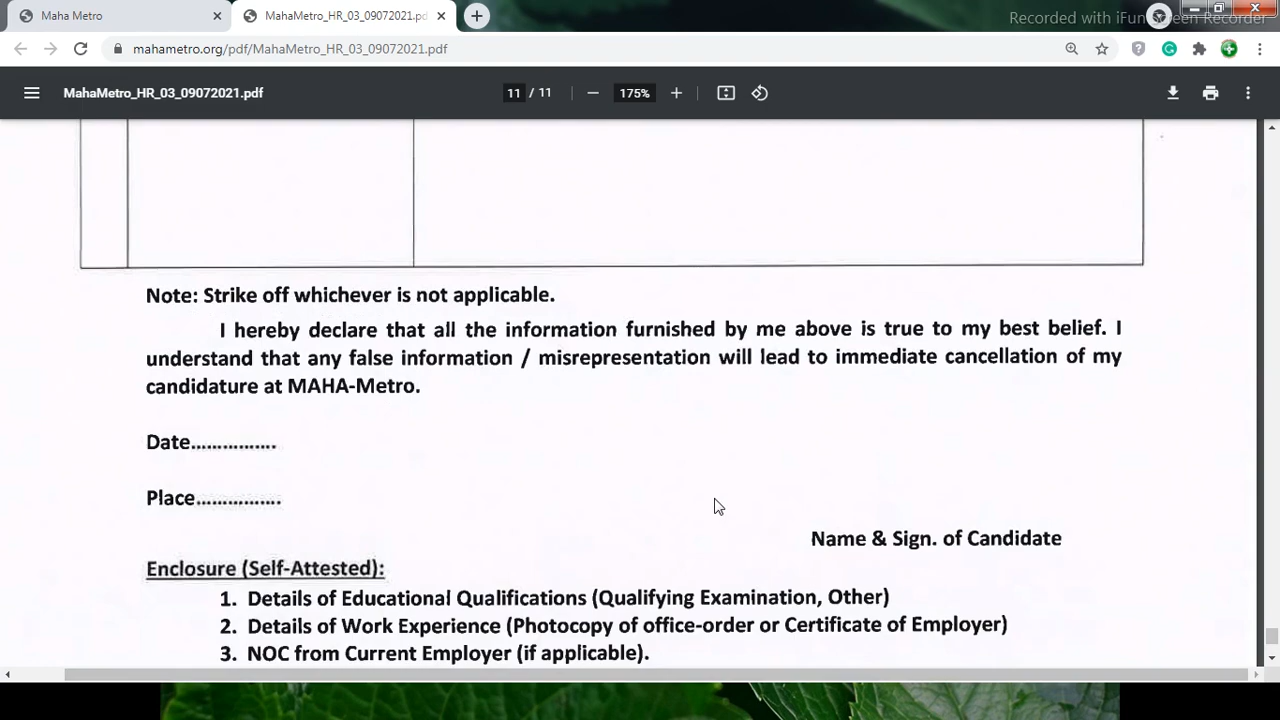 Maha Metro
MahaMetro_HR_03_09072021.pd
Recorded with iFun Screen Recorder
mahametro.org/pdf/MahaMetro_HR_03_09072021.pdf
MahaMetro_HR_03_09072021.pdf
11 / 11
175%
Note: Strike off whichever is not applicable.
I hereby declare that all the information furnished by me above is true to my best belief. I
understand that any false information / misrepresentation will lead to immediate cancellation of my
candidature at MAHA-Metro.
Date...............
Place...............
Name & Sign. of Candidate
Enclosure (Self-Attested):
1. Details of Educational Qualifications (Qualifying Examination, Other)
2. Details of Work Experience (Photocopy of office-order or Certificate of Employer)
3. NOC from Current Employer (if applicable).